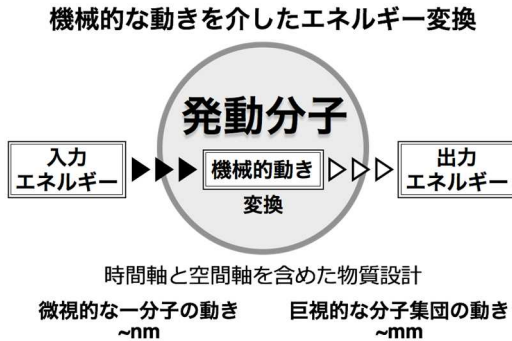 機械的な動きを介したエネルギー変換
発動分子
入力
エネルギー
機械的動き
変換
出力
エネルギー
時間軸と空間軸を含めた物質設計
微視的な一分子の動き
~nm
巨視的な分子集団の動き
~mm